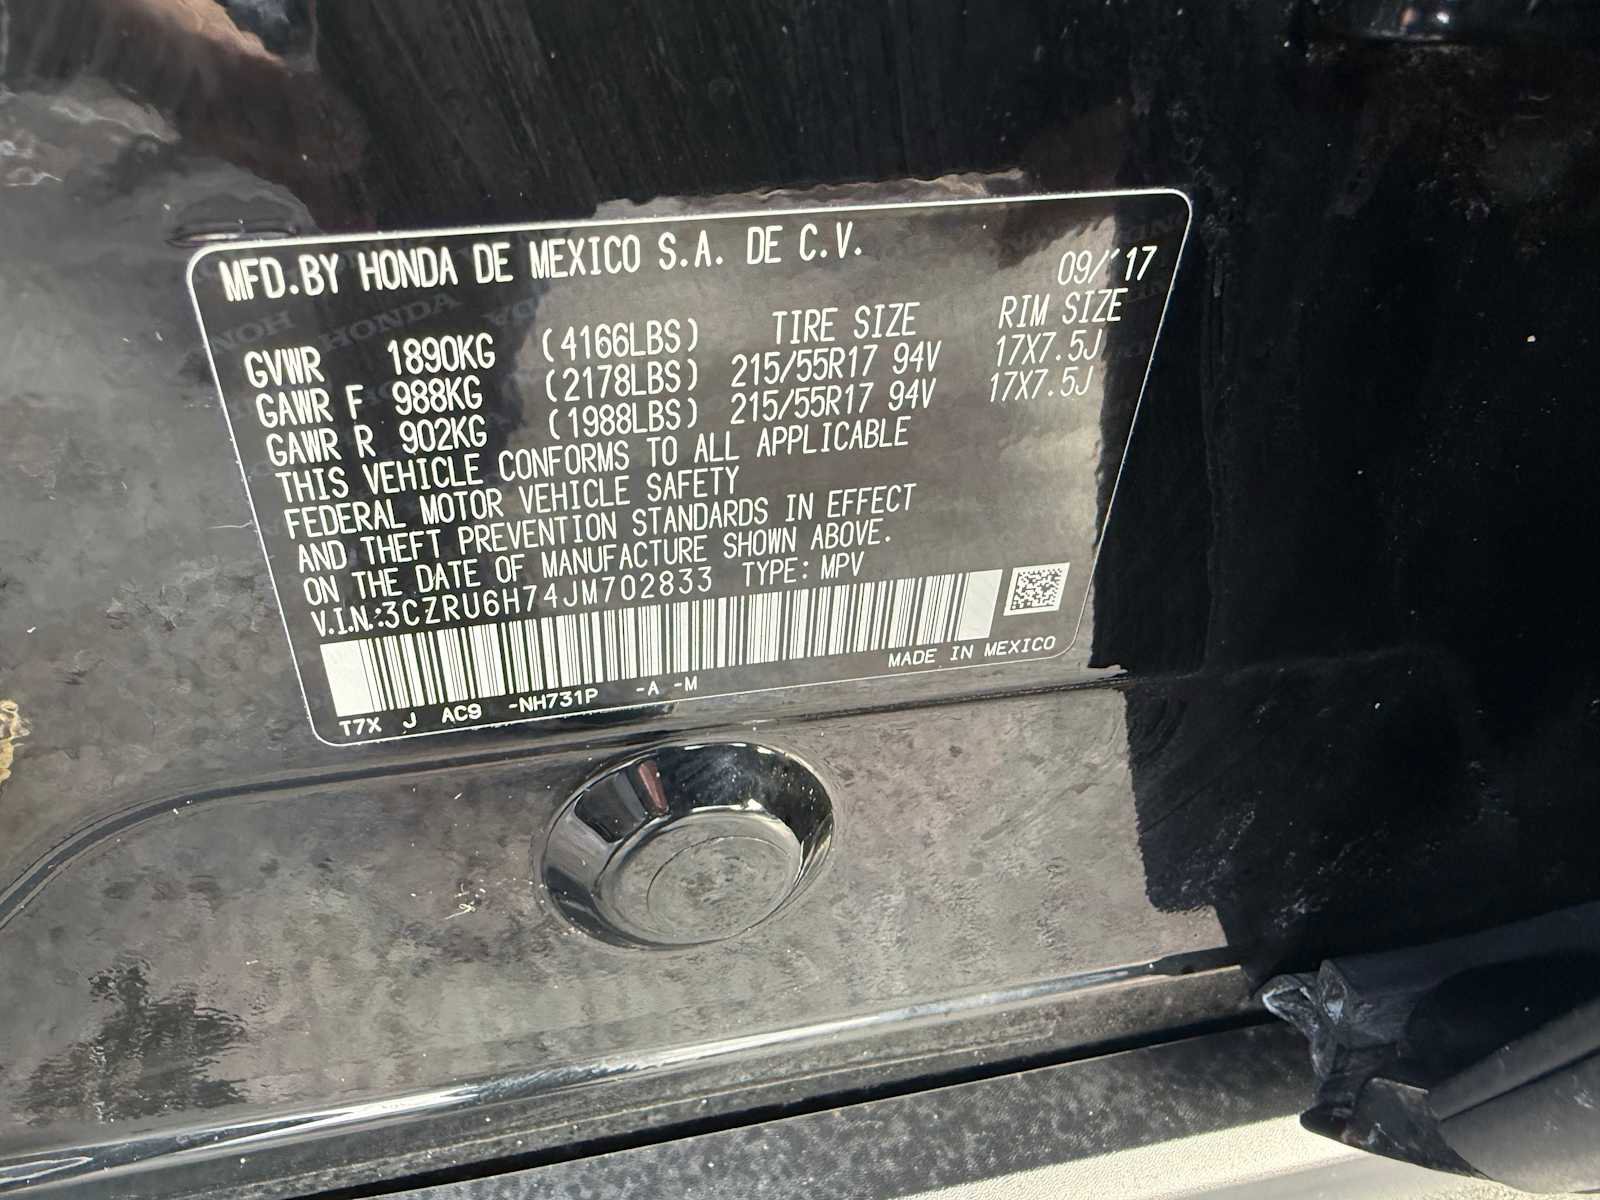 MFD.BY HONDA DE MEXICO S.A. DE C.V.
09/'17
TIRE SIZE RIM SIZE
GVWR 1890KG (4166LBS)
GAWR F 988KG (2178LBS) 215/55R17 94V 17X7.5J
GAWR R 902KG (1988LBS) 215/55R17 94V 17X7.5J
THIS VEHICLE CONFORMS TO ALL APPLICABLE
FEDERAL MOTOR VEHICLE SAFETY
AND THEFT PREVENTION STANDARDS IN EFFECT
ON THE DATE OF MANUFACTURE SHOWN ABOVE.
V.I.N.:3CZRU6H74JM702833 TYPE: MPV
MADE IN MEXICO
T7X J AC9 -NH731P -A -M